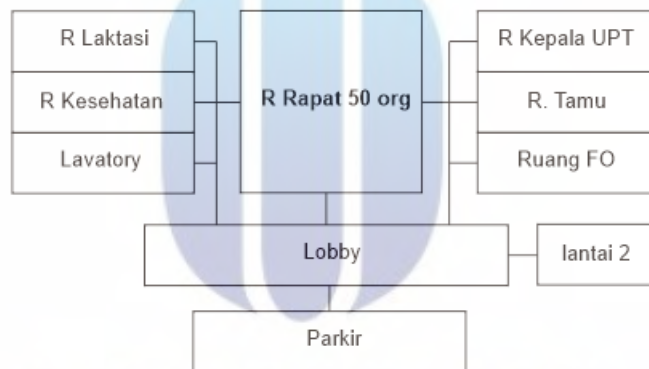 R Laktasi
R Kesehatan
Lavatory
R Rapat 50 org
R Kepala UPT
R. Tamu
Ruang FO
Lobby
lantai 2
Parkir